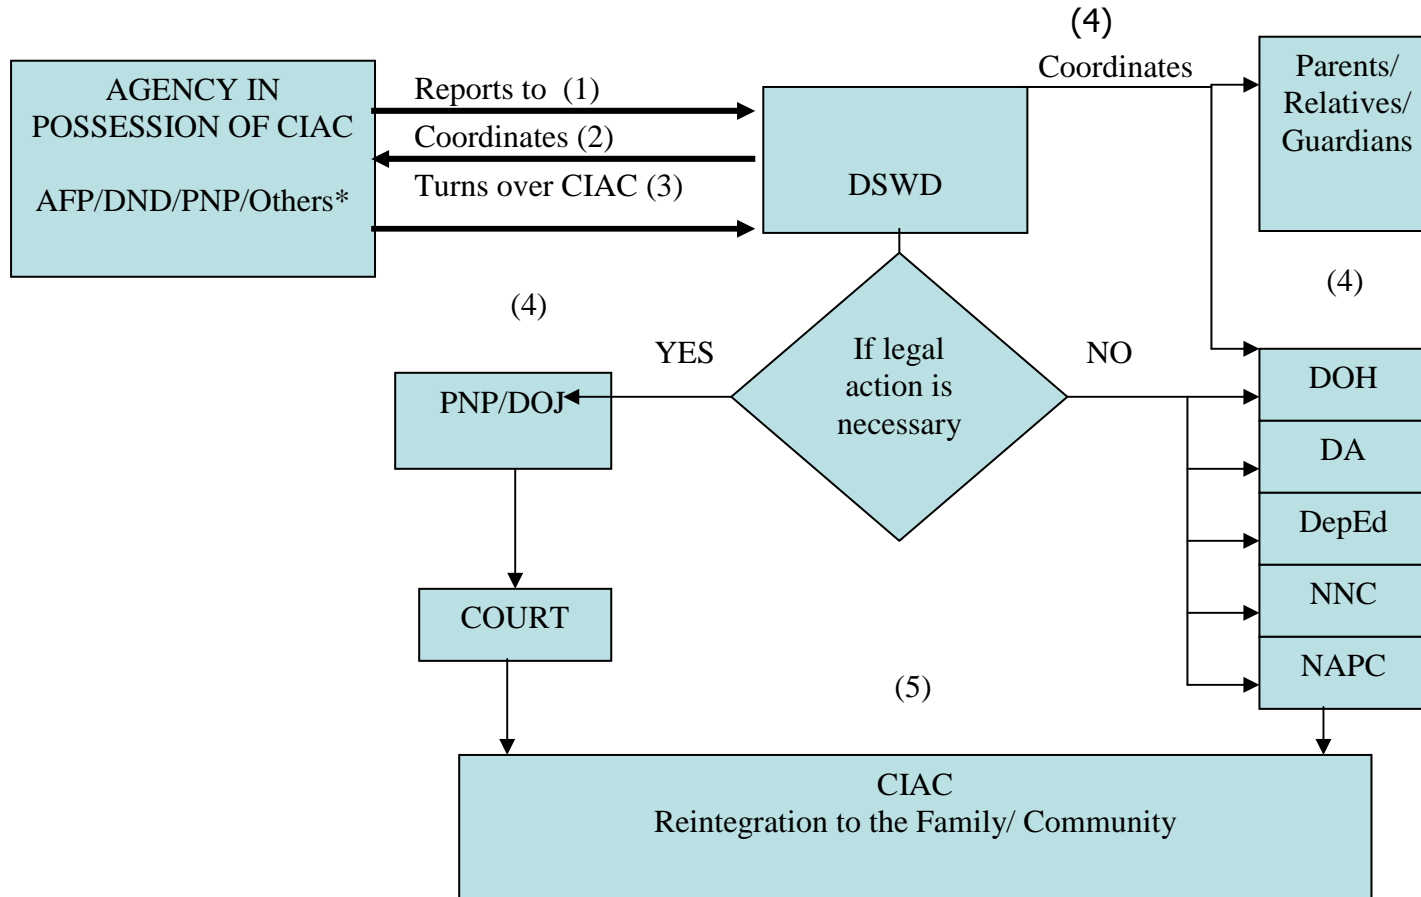 (4)
Coordinates
AGENCY IN
POSSESSION OF CIAC
AFP/DND/PNP/Others*
Reports to (1)
Coordinates (2)
Turns over CIAC (3)
DSWD
Parents/
Relatives/
Guardians
(4)
(4)
YES
If legal
action is
necessary
NO
PNP/DOJ
DOH
DA
DepEd
NNC
NAPC
COURT
(5)
CIAC
Reintegration to the Family/ Community